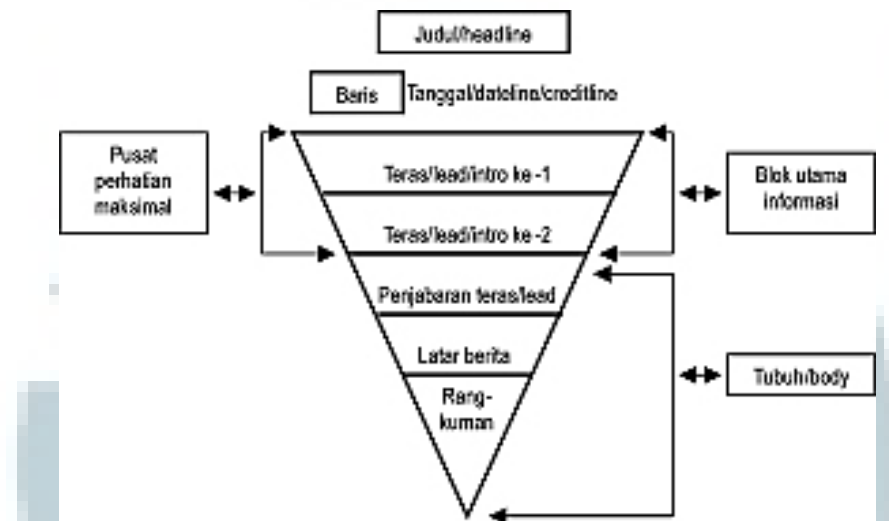 Judul/headline
Baris Tanggal/dateline/creditline
Pusat
perhatian
maksimal
Teras/lead/intro ke-1
Teras/lead/intro ke-2
Penjabaran teras/lead
Latar berita
Rang-
kuman
Blok utama
informasi
Tubuh/body